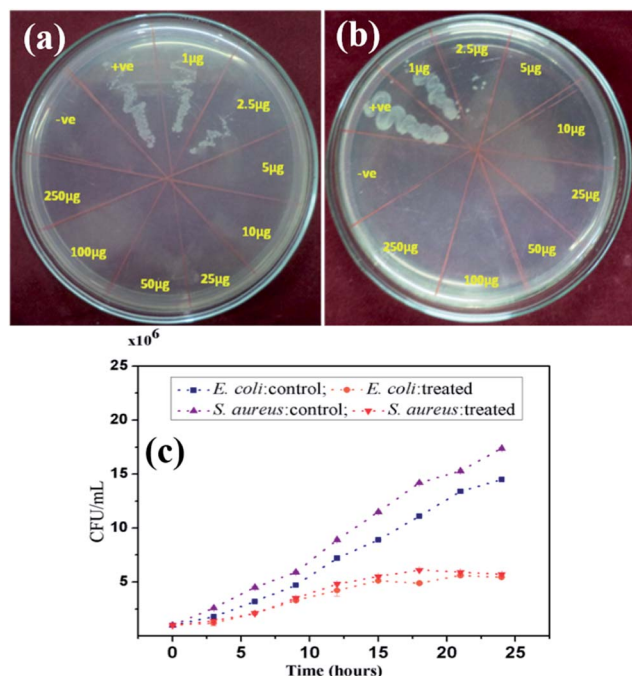 (a)
+ve
1µg
2.5µg
5µg
10µg
25µg
50µg
100µg
250µg
-ve
(b)
+ve
1µg
2.5µg
5µg
10µg
25µg
50µg
100µg
250µg
-ve
x10⁶
25
20
15
10
5
E. coli:control; E. coli:treated
S. aureus:control; S. aureus:treated
(c)
CFU/mL
0 5 10 15 20 25
Time (hours)